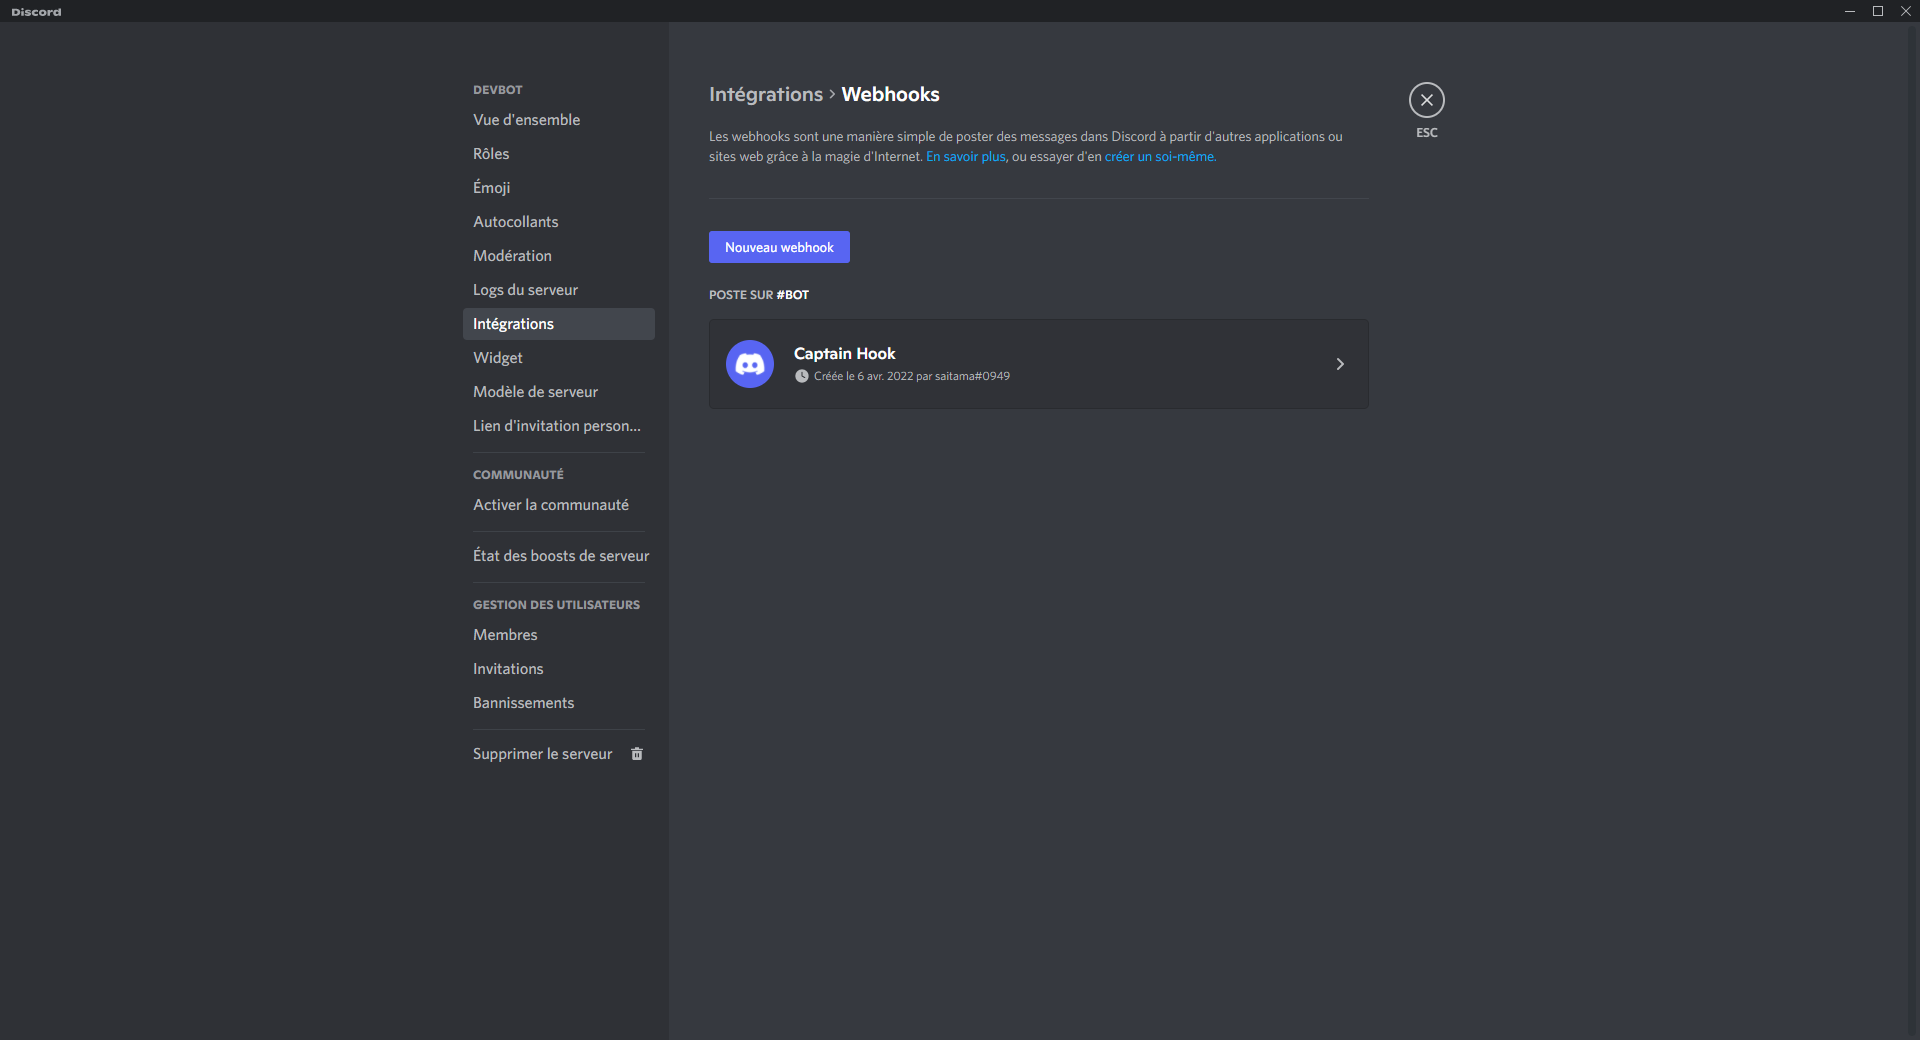 Discord
DEVBOT
Vue d'ensemble
Rôles
Émoji
Autocollants
Modération
Logs du serveur
Intégrations
Widget
Modèle de serveur
Lien d'invitation person...
COMMUNAUTÉ
Activer la communauté
État des boosts de serveur
GESTION DES UTILISATEURS
Membres
Invitations
Bannissements
Supprimer le serveur
Intégrations > Webhooks
Les webhooks sont une manière simple de poster des messages dans Discord à partir d'autres applications ou
sites web grâce à la magie d'Internet. En savoir plus, ou essayer d'en créer un soi-même.
Nouveau webhook
POSTE SUR #BOT
Captain Hook
Créée le 6 avr. 2022 par saitama#0949
ESC